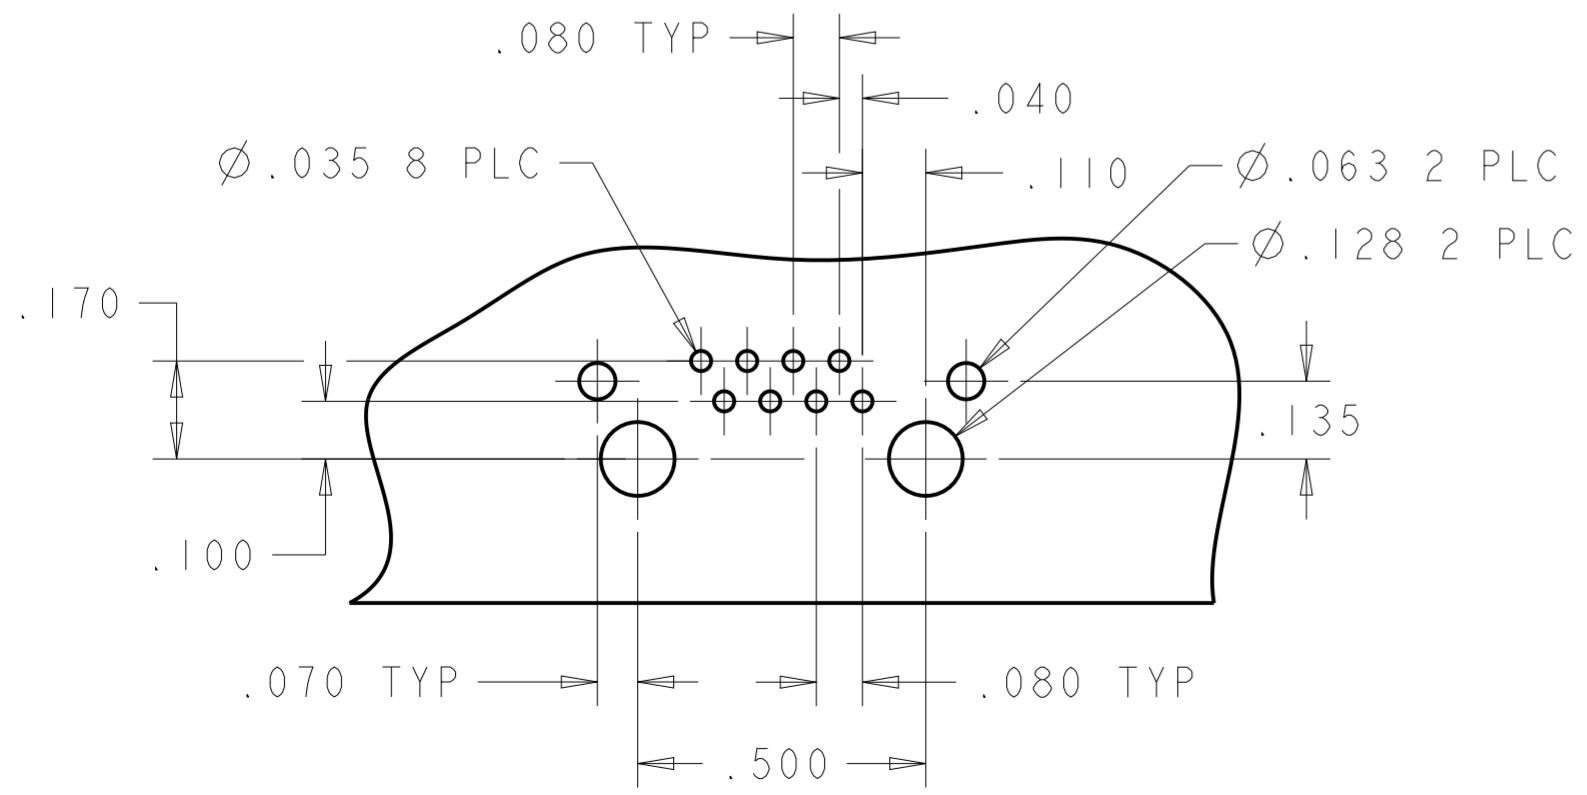 .080 TYP
.040
Ø.035 8 PLC
.110
Ø.063 2 PLC
Ø.128 2 PLC
.170
.135
.100
.070 TYP
.080 TYP
.500